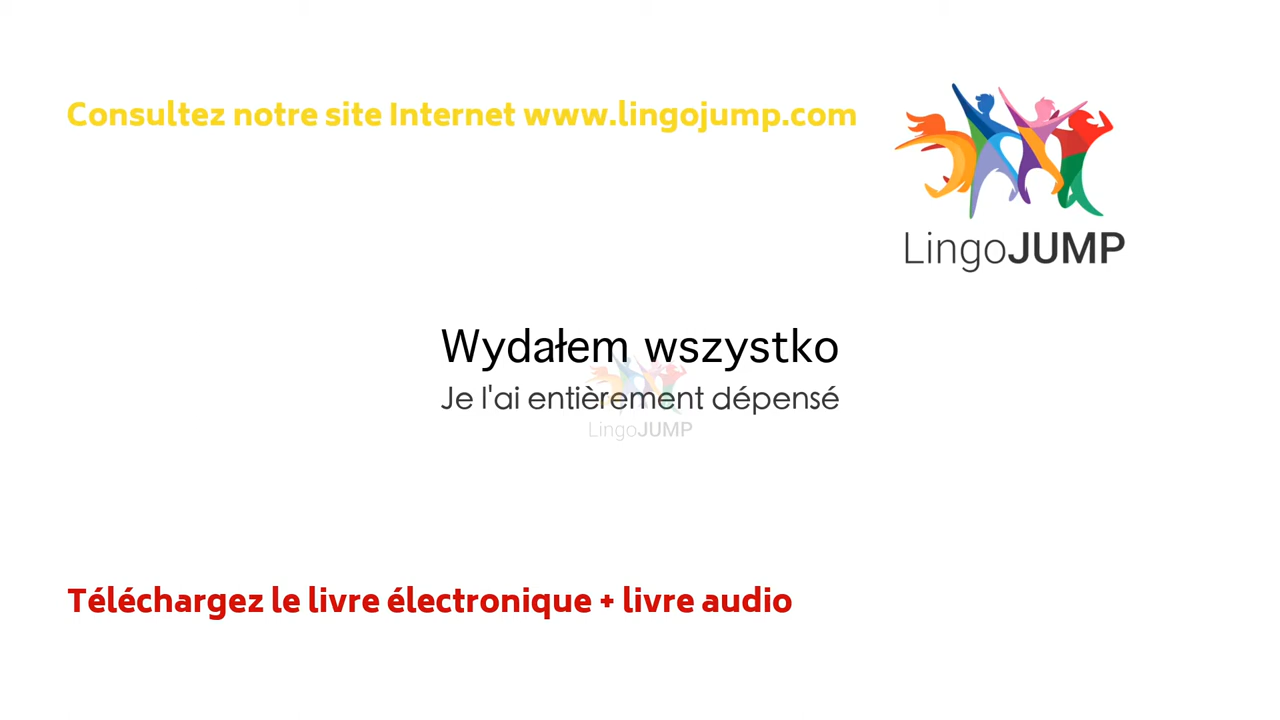 Consultez notre site Internet www.lingojump.com
LingoJUMP
Wydałem wszystko
Je l'ai entièrement dépensé
LingoJUMP
Téléchargez le livre électronique + livre audio